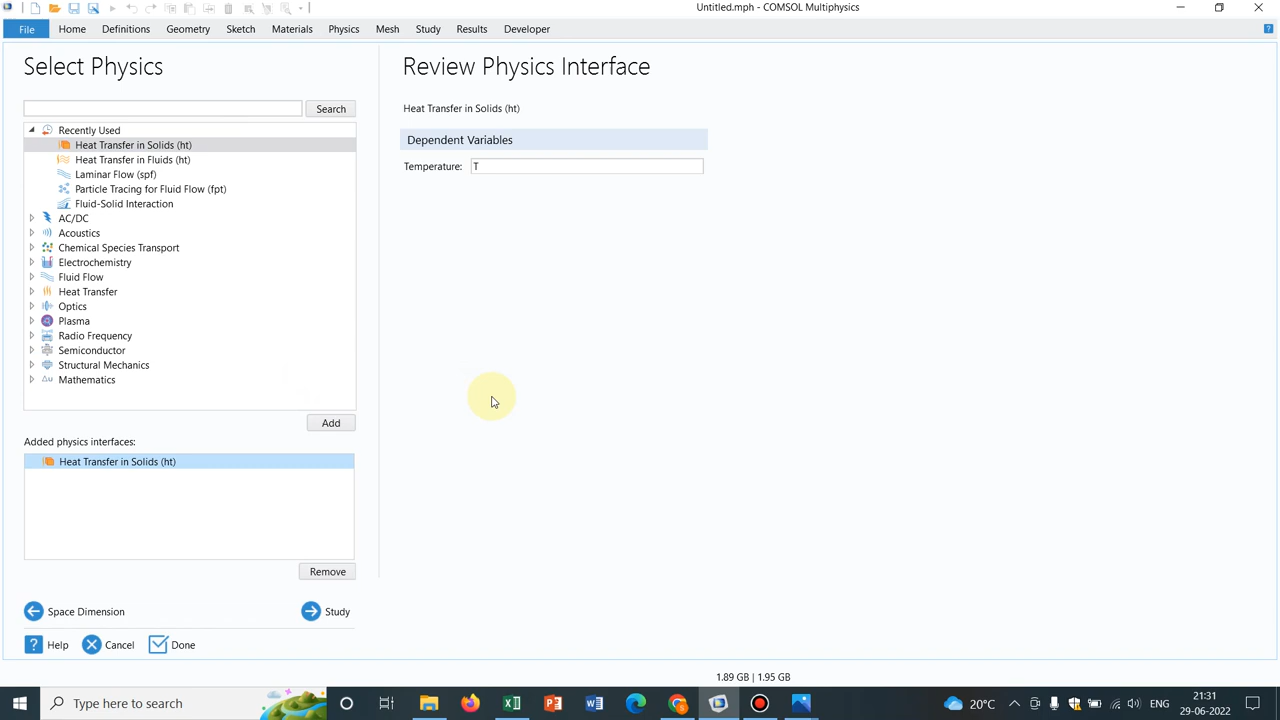 Untitled.mph - COMSOL Multiphysics
File Home Definitions Geometry Sketch Materials Physics Mesh Study Results Developer
Select Physics
Search
Recently Used
Heat Transfer in Solids (ht)
Heat Transfer in Fluids (ht)
Laminar Flow (spf)
Particle Tracing for Fluid Flow (fpt)
Fluid-Solid Interaction
AC/DC
Acoustics
Chemical Species Transport
Electrochemistry
Fluid Flow
Heat Transfer
Optics
Plasma
Radio Frequency
Semiconductor
Structural Mechanics
Δu Mathematics
Add
Added physics interfaces:
Heat Transfer in Solids (ht)
Remove
Space Dimension
Study
? Help
Cancel
Done
Review Physics Interface
Heat Transfer in Solids (ht)
Dependent Variables
Temperature: T
1.89 GB | 1.95 GB
Type here to search
20°C
ENG
21:31
29-06-2022